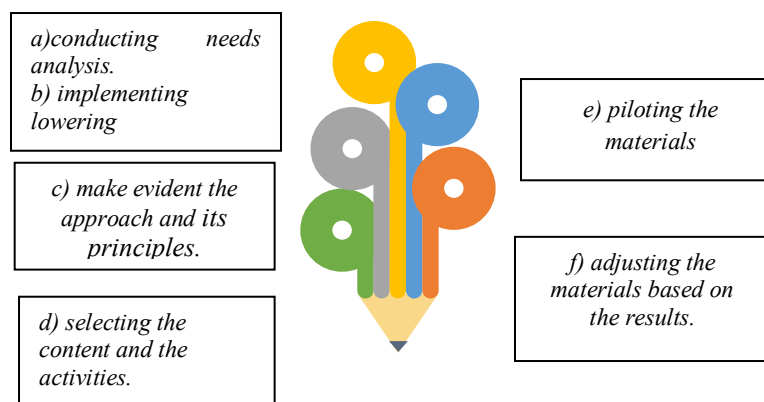 a)conducting needs
analysis.
b) implementing
lowering
c) make evident the
approach and its
principles.
d) selecting the
content and the
activities.
e) piloting the
materials
f) adjusting the
materials based on
the results.